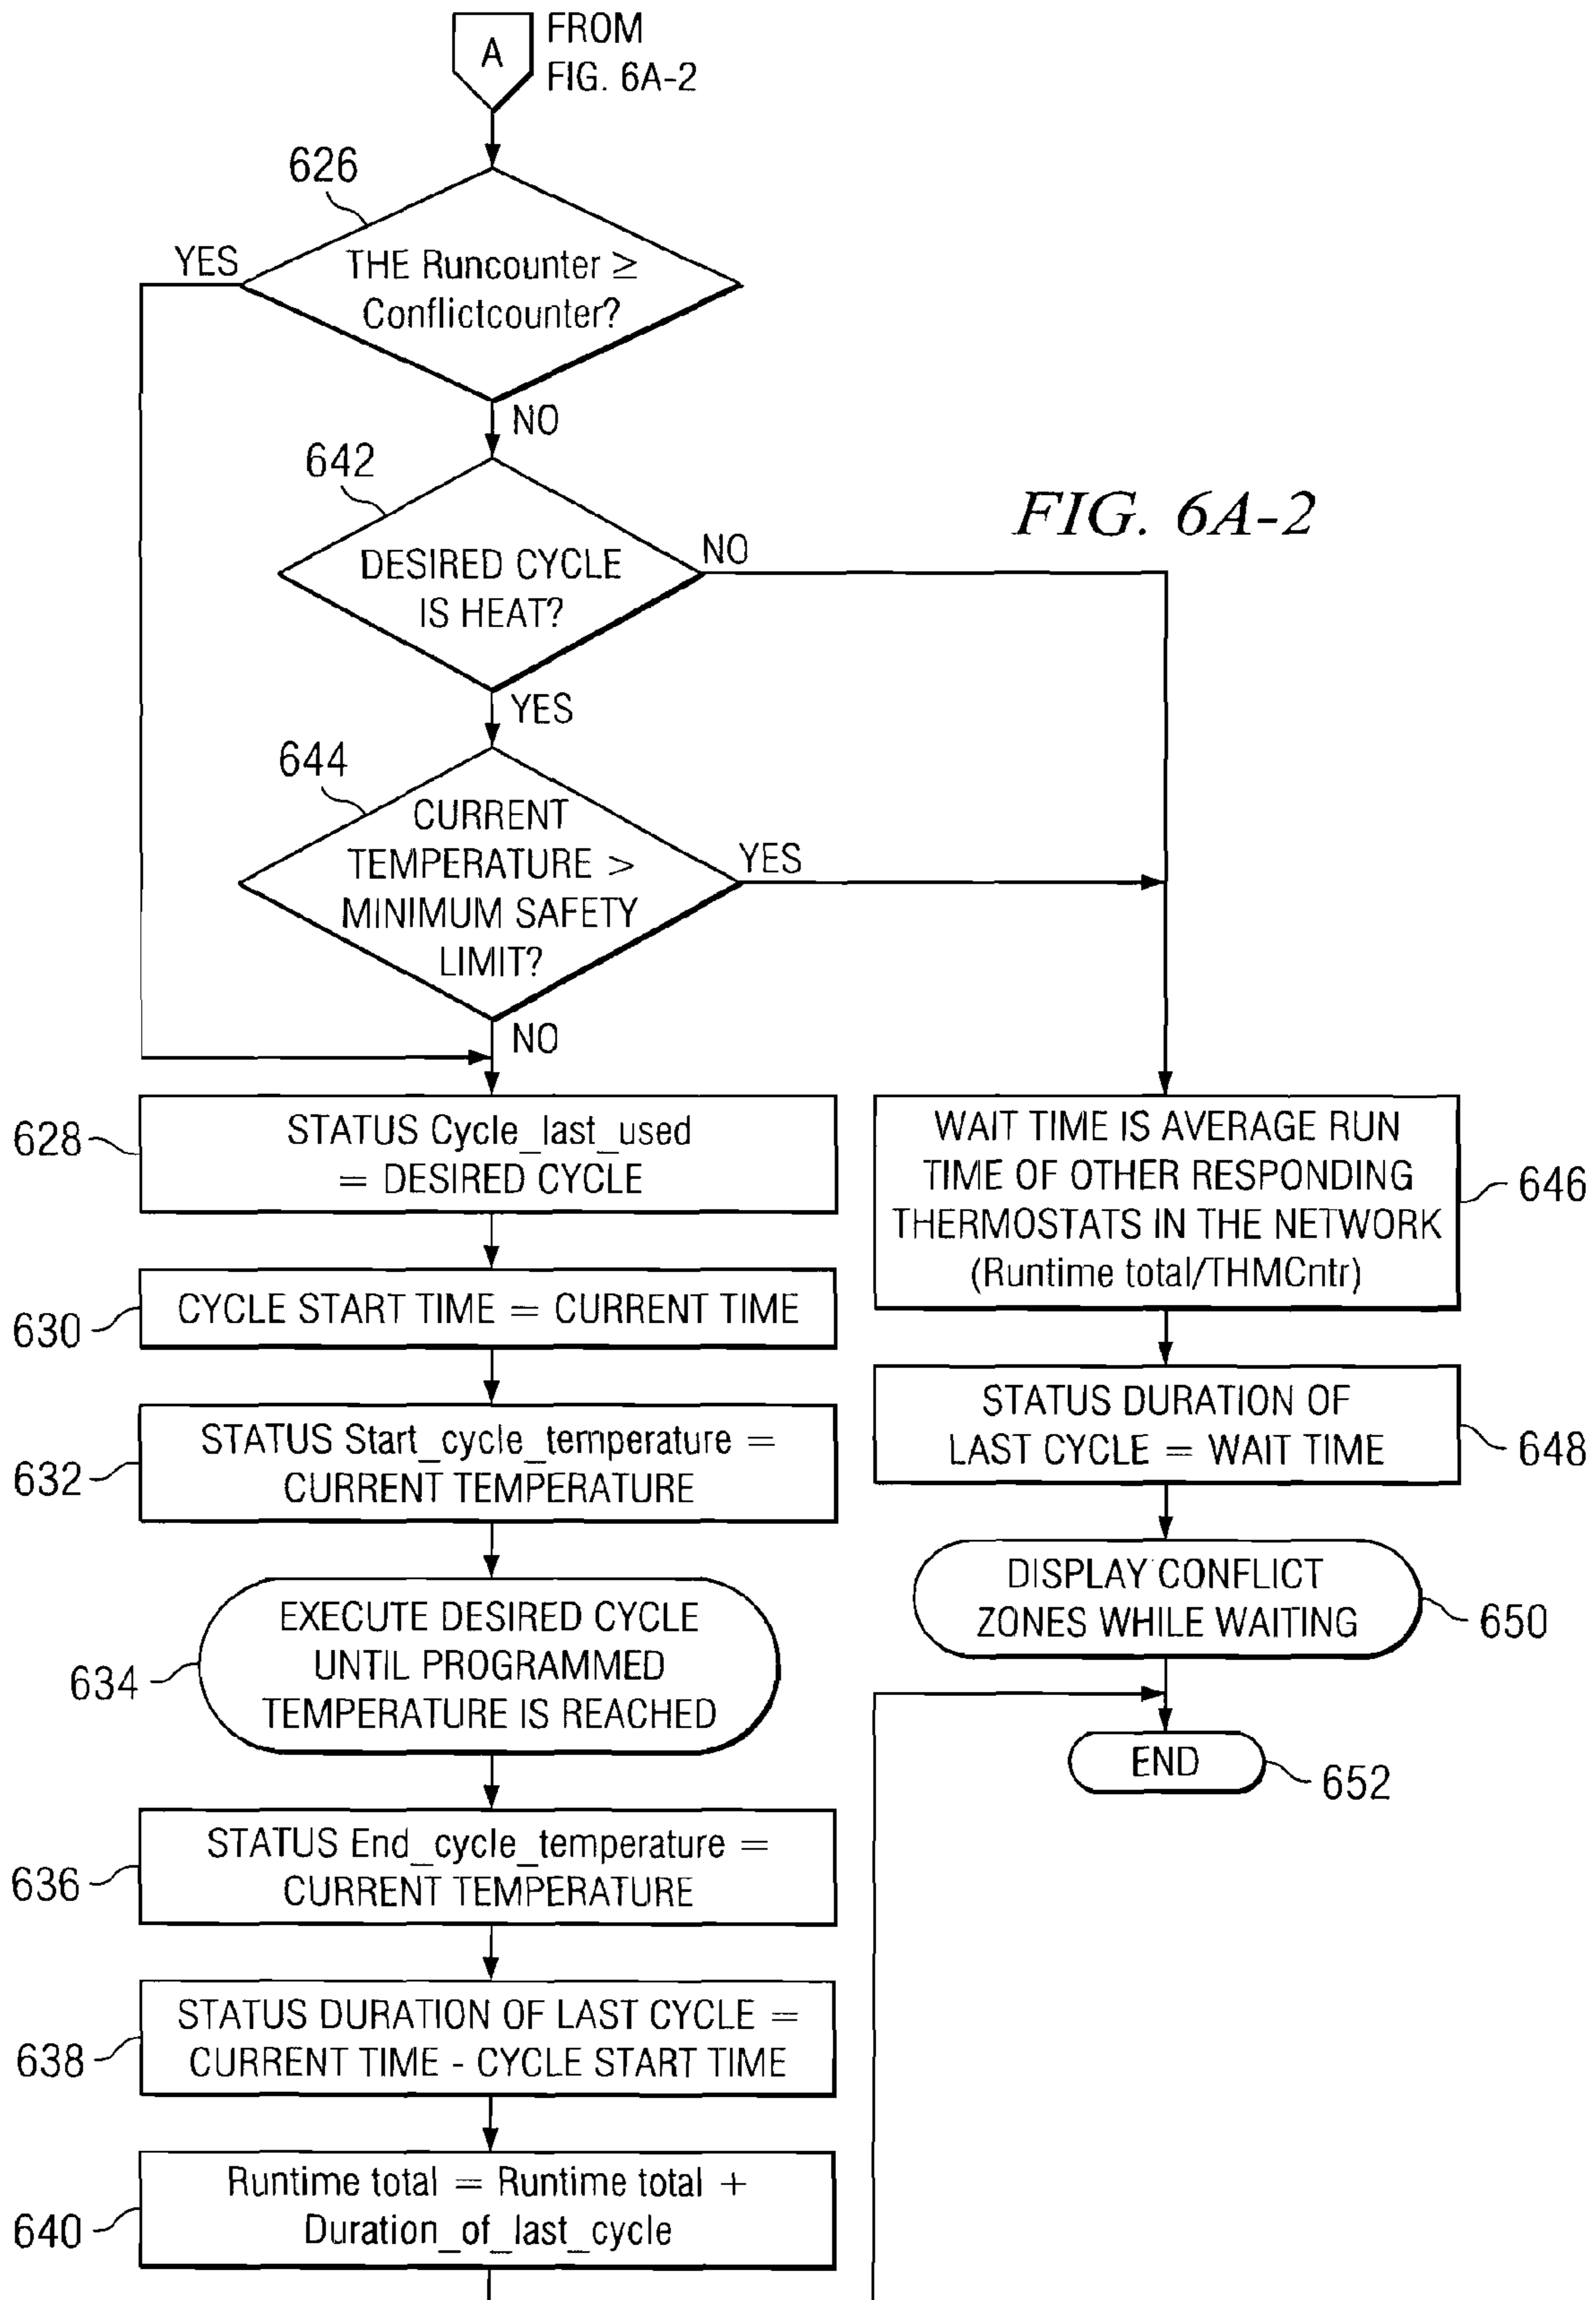 A
FROM
FIG. 6A-2
626
YES
THE Runcounter ≥
Conflictcounter?
NO
642
FIG. 6A-2
DESIRED CYCLE
IS HEAT?
NO
YES
644
CURRENT
TEMPERATURE >
MINIMUM SAFETY
LIMIT?
YES
NO
628
STATUS Cycle_last_used
= DESIRED CYCLE
630
CYCLE START TIME = CURRENT TIME
632
STATUS Start_cycle_temperature =
CURRENT TEMPERATURE
634
EXECUTE DESIRED CYCLE
UNTIL PROGRAMMED
TEMPERATURE IS REACHED
636
STATUS End_cycle_temperature =
CURRENT TEMPERATURE
638
STATUS DURATION OF LAST CYCLE =
CURRENT TIME - CYCLE START TIME
640
Runtime total = Runtime total +
Duration_of_last_cycle
WAIT TIME IS AVERAGE RUN
TIME OF OTHER RESPONDING
THERMOSTATS IN THE NETWORK
(Runtime total/THMCntr)
646
STATUS DURATION OF
LAST CYCLE = WAIT TIME
648
DISPLAY CONFLICT
ZONES WHILE WAITING
650
END
652